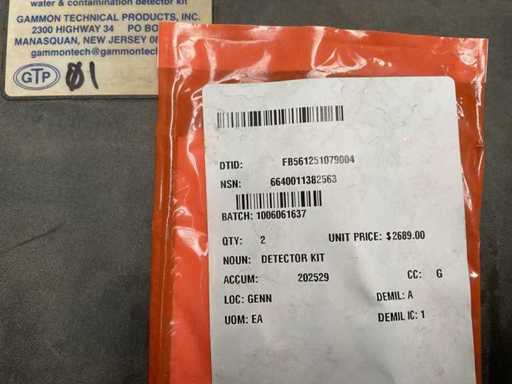 water & contamination detector kit
GAMMON TECHNICAL PRODUCTS, INC.
2300 HIGHWAY 34 PO BO
MANASQUAN, NEW JERSEY 08
gammontech@gammontech
GTP
01
DTID: FB561251079004
NSN: 6640011382563
BATCH: 1006061637
QTY: 2 UNIT PRICE: $2689.00
NOUN: DETECTOR KIT
ACCUM: 202529 CC: G
LOC: GENN DEMIL: A
UOM: EA DEMIL IC: 1